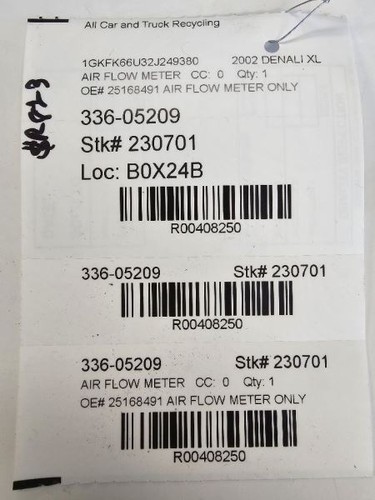 All Car and Truck Recycling
1GKFK66U32J249380 2002 DENALI XL
AIR FLOW METER CC: 0 Qty: 1
OE# 25168491 AIR FLOW METER ONLY
336-05209
Stk# 230701
Loc: B0X24B
R00408250
336-05209 Stk# 230701
R00408250
336-05209 Stk# 230701
AIR FLOW METER CC: 0 Qty: 1
OE# 25168491 AIR FLOW METER ONLY
R00408250